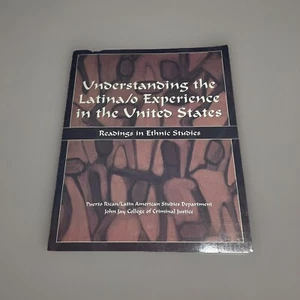 Understanding the
Latina/o Experience
in the United States
Readings in Ethnic Studies
Puerto Rican/Latin American Studies Department
John Jay College of Criminal Justice